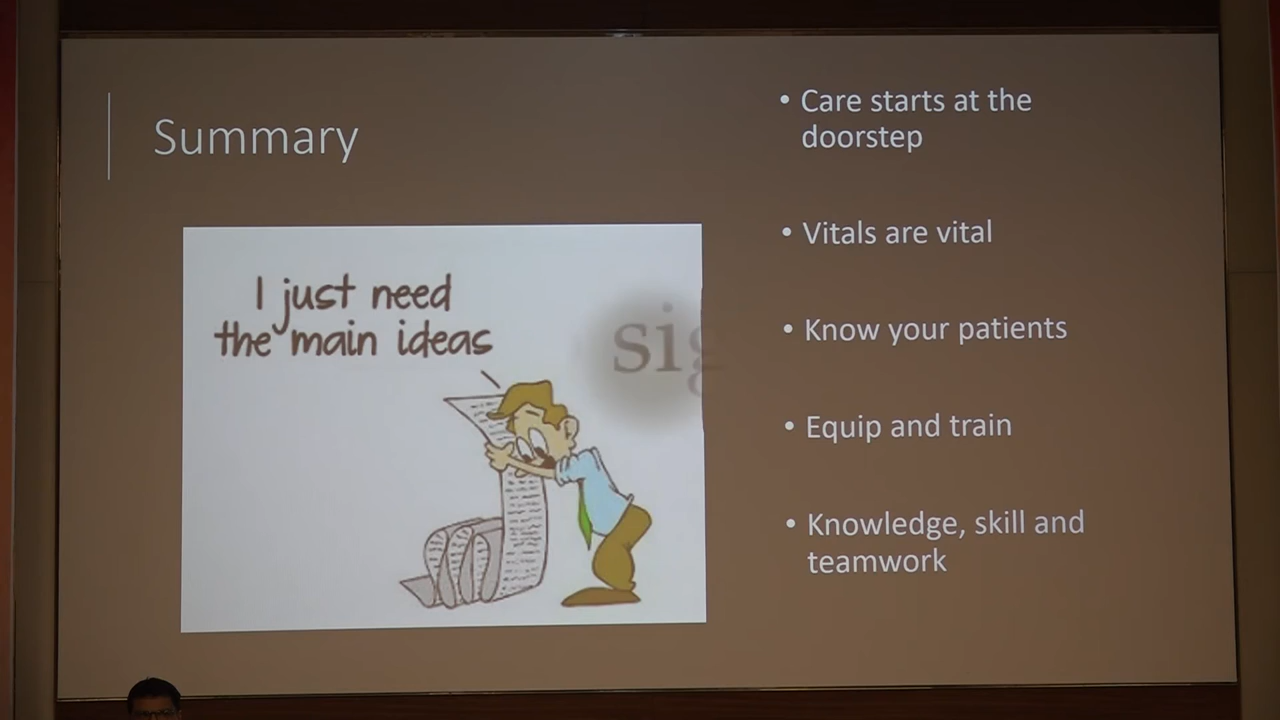 Summary
I just need
the main ideas
sig
• Care starts at the
doorstep
• Vitals are vital
• Know your patients
• Equip and train
• Knowledge, skill and
teamwork